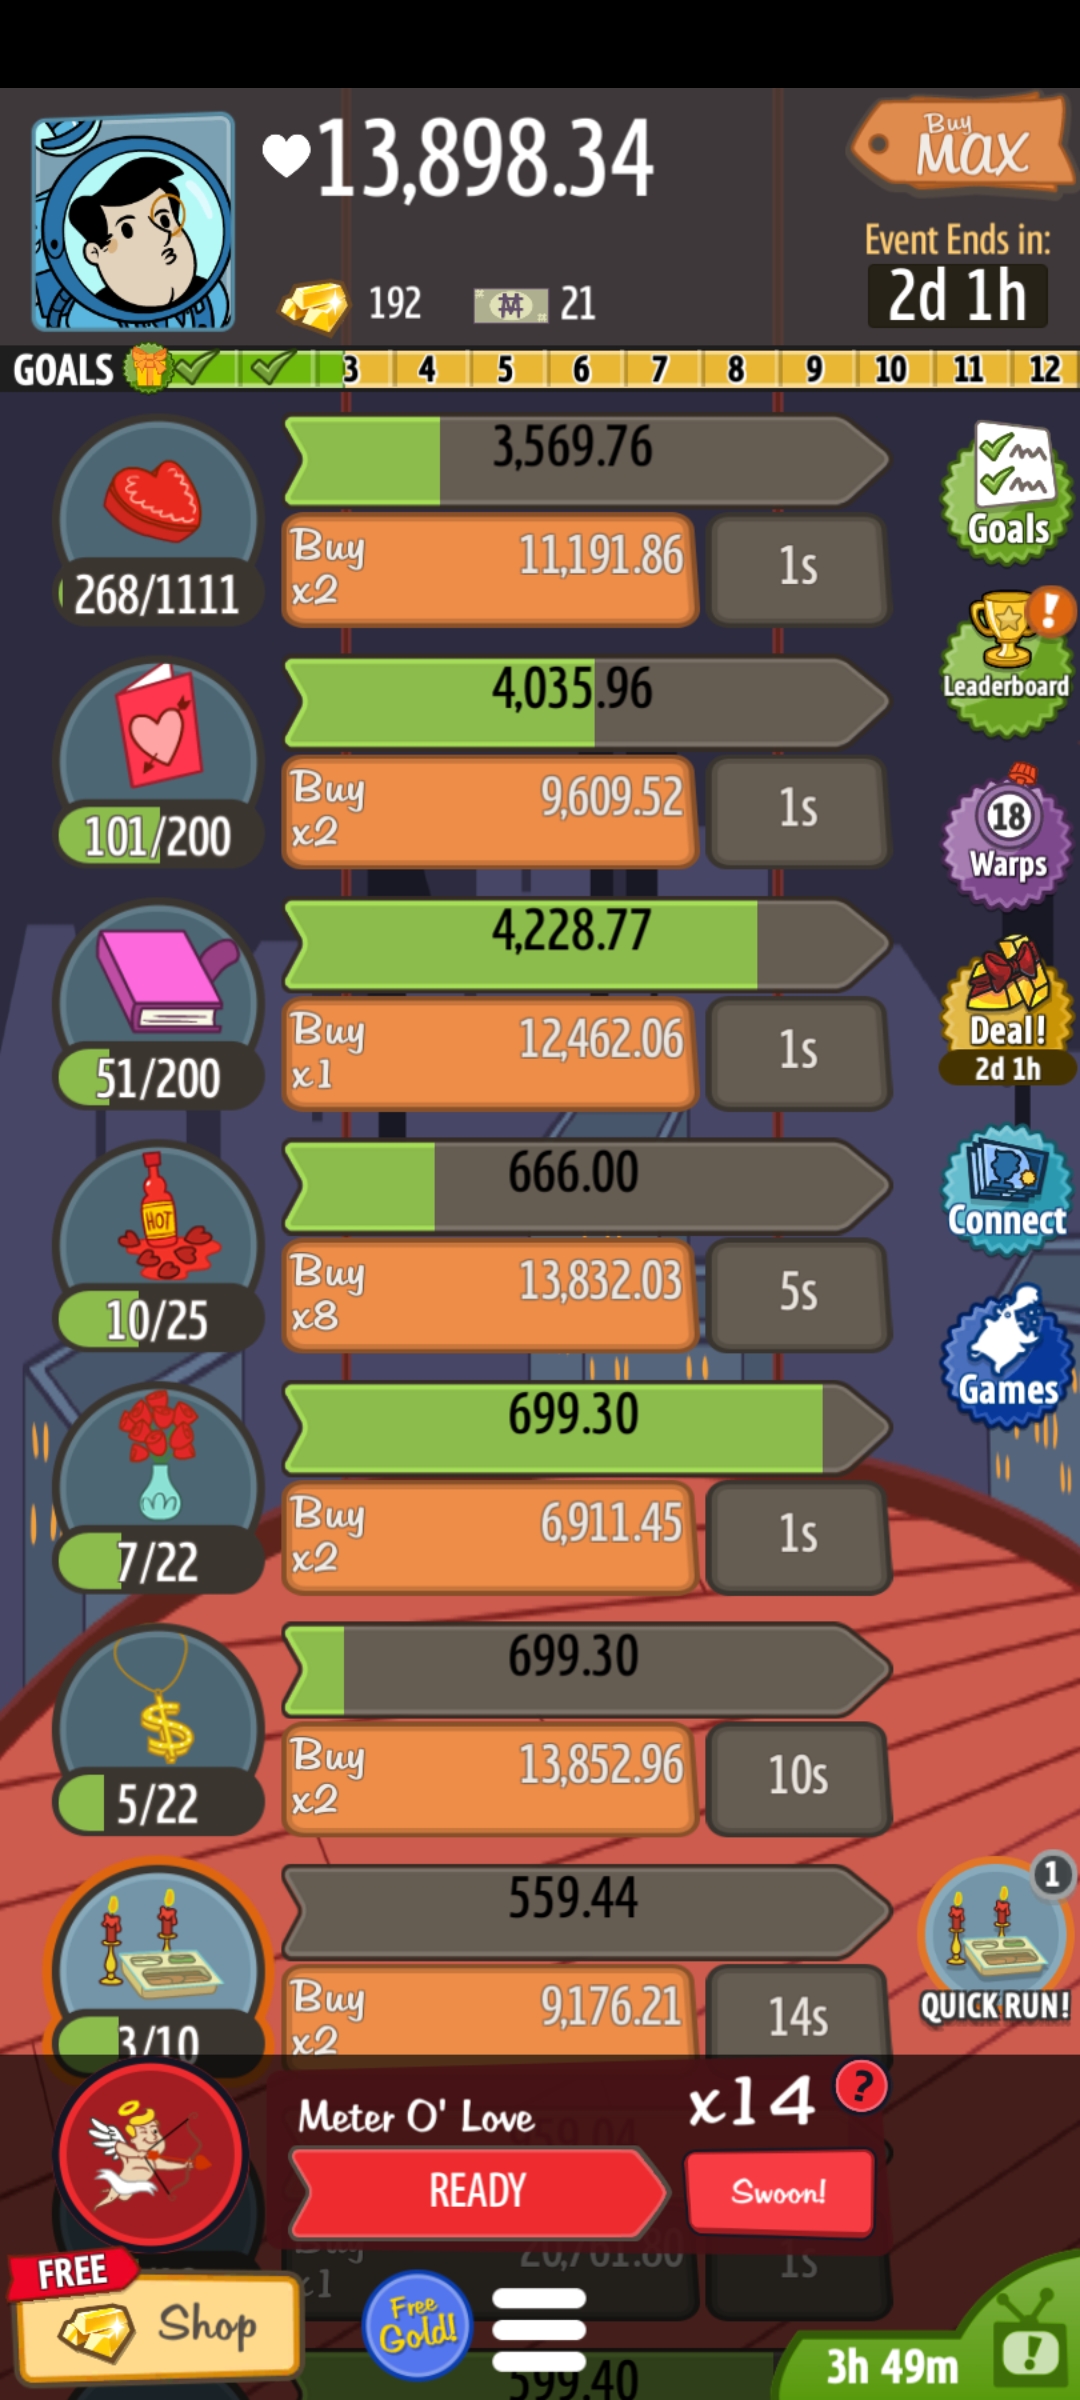 13,898.34
Buy
MAX
Event Ends in:
2d 1h
192
21
GOALS
3 4 5 6 7 8 9 10 11 12
3,569.76
Buy
x2
11,191.86
1s
268/1111
Goals
Leaderboard
4,035.96
Buy
x2
9,609.52
1s
101/200
18
Warps
4,228.77
Buy
x1
12,462.06
1s
51/200
Deal!
2d 1h
666.00
HOT
Buy
x8
13,832.03
5s
10/25
Connect
699.30
Buy
x2
6,911.45
1s
7/22
Games
699.30
Buy
x2
13,852.96
10s
5/22
559.44
1
Buy
x2
9,176.21
14s
QUICK RUN!
3/10
Meter O' Love
x14
?
READY
Swoon!
Buy
x1
1s
FREE
Shop
Free
Gold!
3h 49m
599.40